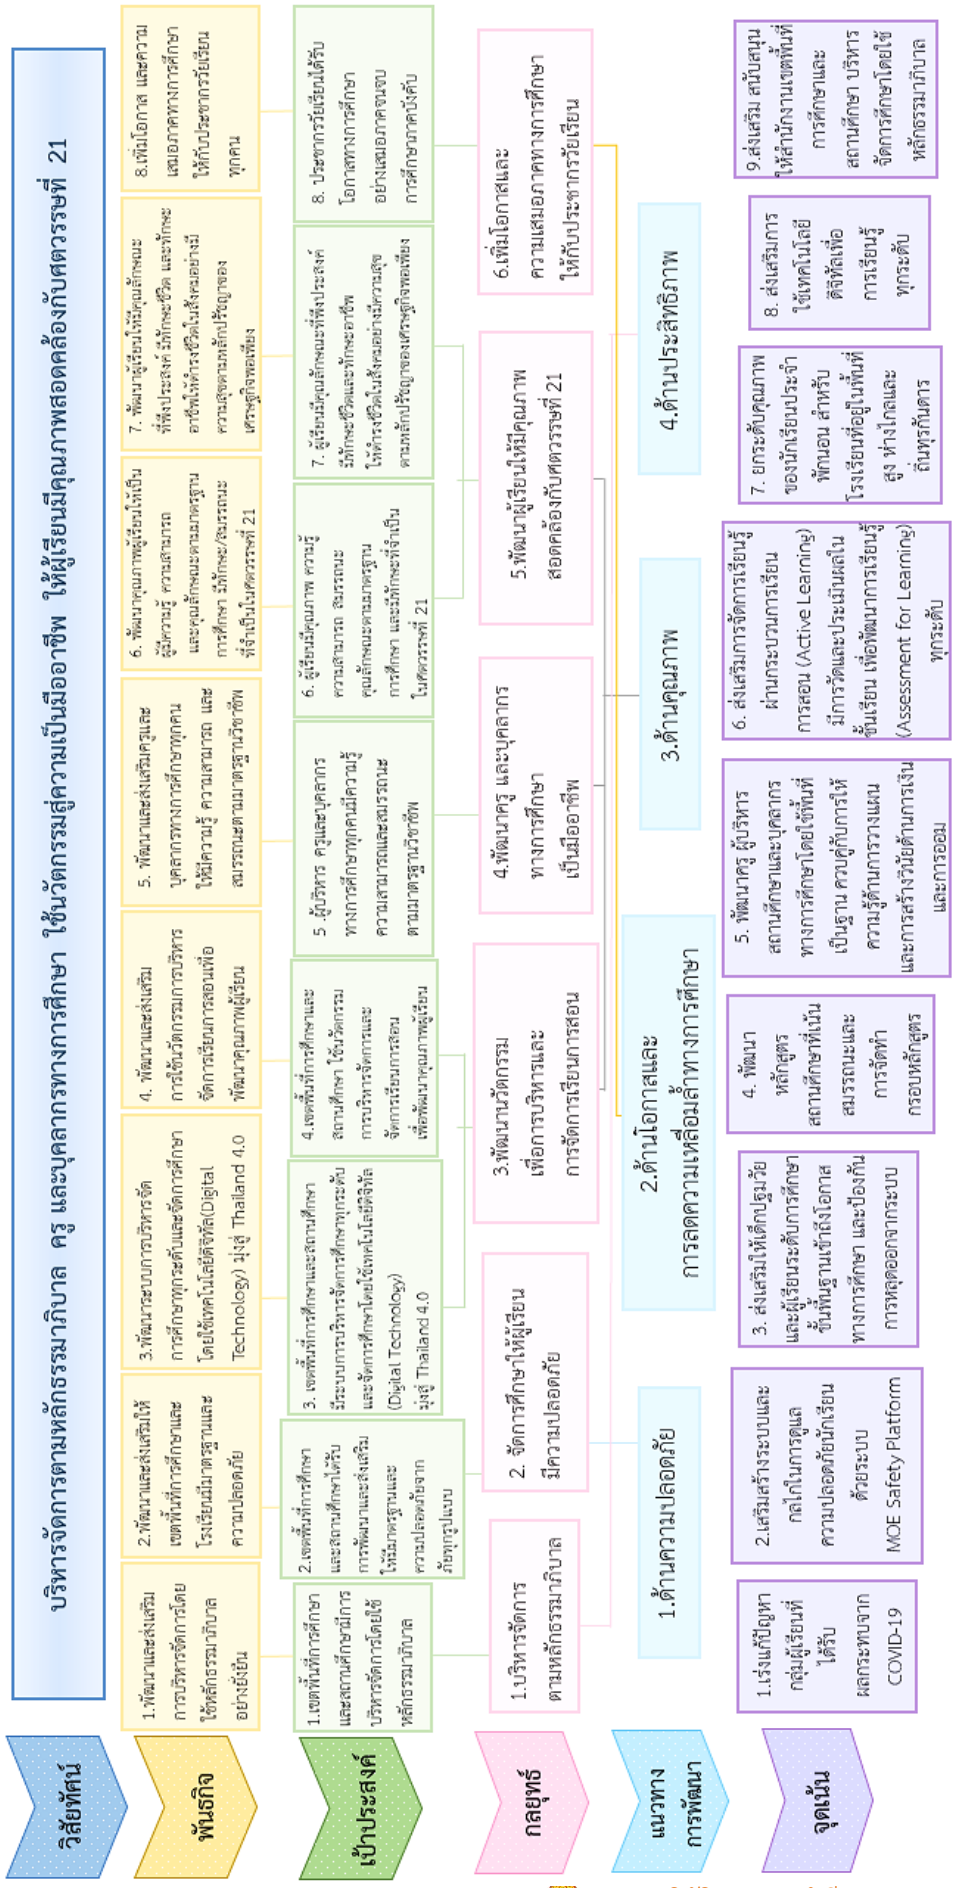 วิสัยทัศน์
บริหารจัดการตามหลักธรรมาภิบาล ครู และบุคลากรทางการศึกษา ใช้นวัตกรรมสู่ความเป็นมืออาชีพ ให้ผู้เรียนมีคุณภาพสอดคล้องกับศตวรรษที่ 21
พันธกิจ
1.พัฒนาและส่งเสริม
การบริหารจัดการโดย
ใช้หลักธรรมาภิบาล
อย่างยั่งยืน
2.พัฒนาและส่งเสริมให้
เขตพื้นที่การศึกษาและ
โรงเรียนมีมาตรฐานและ
ความปลอดภัย
3.พัฒนาระบบการบริหารจัด
การศึกษาทุกระดับและจัดการศึกษา
โดยใช้เทคโนโลยีดิจิทัล(Digital
Technology) มุ่งสู่ Thailand 4.0
4. พัฒนาและส่งเสริม
การใช้นวัตกรรมการบริหาร
จัดการเรียนการสอนเพื่อ
พัฒนาคุณภาพผู้เรียน
5. พัฒนาและส่งเสริมครูและ
บุคลากรทางการศึกษาทุกคน
ให้มีความรู้ ความสามารถ และ
สมรรถนะตามมาตรฐานวิชาชีพ
6. พัฒนาคุณภาพผู้เรียนให้เป็น
ผู้มีความรู้ ความสามารถ
และคุณลักษณะตามมาตรฐาน
การศึกษา มีทักษะ/สมรรถนะ
ที่จำเป็นในศตวรรษที่ 21
7. พัฒนาผู้เรียนให้มีคุณลักษณะ
ที่พึงประสงค์ มีทักษะชีวิต และทักษะ
อาชีพให้ดำรงชีวิตในสังคมอย่างมี
ความสุขตามหลักปรัชญาของ
เศรษฐกิจพอเพียง
8.เพิ่มโอกาส และความ
เสมอภาคทางการศึกษา
ให้กับประชากรวัยเรียน
ทุกคน
เป้าประสงค์
1.เขตพื้นที่การศึกษา
และสถานศึกษามีการ
บริหารจัดการโดยใช้
หลักธรรมาภิบาล
2.เขตพื้นที่การศึกษา
และสถานศึกษาได้รับ
การพัฒนาและส่งเสริม
ให้มีมาตรฐานและ
ความปลอดภัยจาก
ภัยทุกรูปแบบ
3. เขตพื้นที่การศึกษาและสถานศึกษา
มีระบบการบริหารจัดการศึกษาทุกระดับ
และจัดการศึกษาโดยใช้เทคโนโลยีดิจิทัล
(Digital Technology)
มุ่งสู่ Thailand 4.0
4.เขตพื้นที่การศึกษาและ
สถานศึกษา ใช้นวัตกรรม
การบริหารจัดการและ
จัดการเรียนการสอน
เพื่อพัฒนาคุณภาพผู้เรียน
5 .ผู้บริหาร ครูและบุคลากร
ทางการศึกษาทุกคนมีความรู้
ความสามารถและสมรรถนะ
ตามมาตรฐานวิชาชีพ
6. ผู้เรียนมีคุณภาพ ความรู้
ความสามารถ สมรรถนะ
คุณลักษณะตามมาตรฐาน
การศึกษา และมีทักษะที่จำเป็น
ในศตวรรษที่ 21
7. ผู้เรียนมีคุณลักษณะที่พึงประสงค์
มีทักษะชีวิตและทักษะอาชีพ
ให้ดำรงชีวิตในสังคมอย่างมีความสุข
ตามหลักปรัชญาของเศรษฐกิจพอเพียง
8. ประชากรวัยเรียนได้รับ
โอกาสทางการศึกษา
อย่างเสมอภาคจนจบ
การศึกษาภาคบังคับ
กลยุทธ์
1.บริหารจัดการ
ตามหลักธรรมาภิบาล
2. จัดการศึกษาให้ผู้เรียน
มีความปลอดภัย
3.พัฒนานวัตกรรม
เพื่อการบริหารและ
การจัดการเรียนการสอน
4.พัฒนาครู และบุคลากร
ทางการศึกษา
เป็นมืออาชีพ
5.พัฒนาผู้เรียนให้มีคุณภาพ
สอดคล้องกับศตวรรษที่ 21
6.เพิ่มโอกาสและ
ความเสมอภาคทางการศึกษา
ให้กับประชากรวัยเรียน
แนวทาง
การพัฒนา
1.ด้านความปลอดภัย
2.ด้านโอกาสและ
การลดความเหลื่อมล้ำทางการศึกษา
3.ด้านคุณภาพ
4.ด้านประสิทธิภาพ
จุดเน้น
1.เร่งแก้ปัญหา
กลุ่มผู้เรียนที่
ได้รับ
ผลกระทบจาก
COVID-19
2.เสริมสร้างระบบและ
กลไกในการดูแล
ความปลอดภัยนักเรียน
ด้วยระบบ
MOE Safety Platform
3. ส่งเสริมให้เด็กปฐมวัย
และผู้เรียนระดับการศึกษา
ขั้นพื้นฐานเข้าถึงโอกาส
ทางการศึกษา และป้องกัน
การหลุดออกจากระบบ
4. พัฒนา
หลักสูตร
สถานศึกษาที่เน้น
สมรรถนะและ
การจัดทำ
กรอบหลักสูตร
5. พัฒนาครู ผู้บริหาร
สถานศึกษาและบุคลากร
ทางการศึกษาโดยใช้พื้นที่
เป็นฐาน ควบคู่กับการให้
ความรู้ด้านการวางแผน
และการสร้างวินัยด้านการเงิน
และการออม
6. ส่งเสริมการจัดการเรียนรู้
ผ่านกระบวนการเรียน
การสอน (Active Learning)
มีการวัดและประเมินผลใน
ชั้นเรียน เพื่อพัฒนาการเรียนรู้
(Assessment for Learning)
ทุกระดับ
7. ยกระดับคุณภาพ
ของนักเรียนประจำ
พักนอน สำหรับ
โรงเรียนที่อยู่ในพื้นที่
สูง ห่างไกลและ
ถิ่นทุรกันดาร
8. ส่งเสริมการ
ใช้เทคโนโลยี
ดิจิทัลเพื่อ
การเรียนรู้
ทุกระดับ
9.ส่งเสริม สนับสนุน
ให้สำนักงานเขตพื้นที่
การศึกษาและ
สถานศึกษา บริหาร
จัดการศึกษาโดยใช้
หลักธรรมาภิบาล